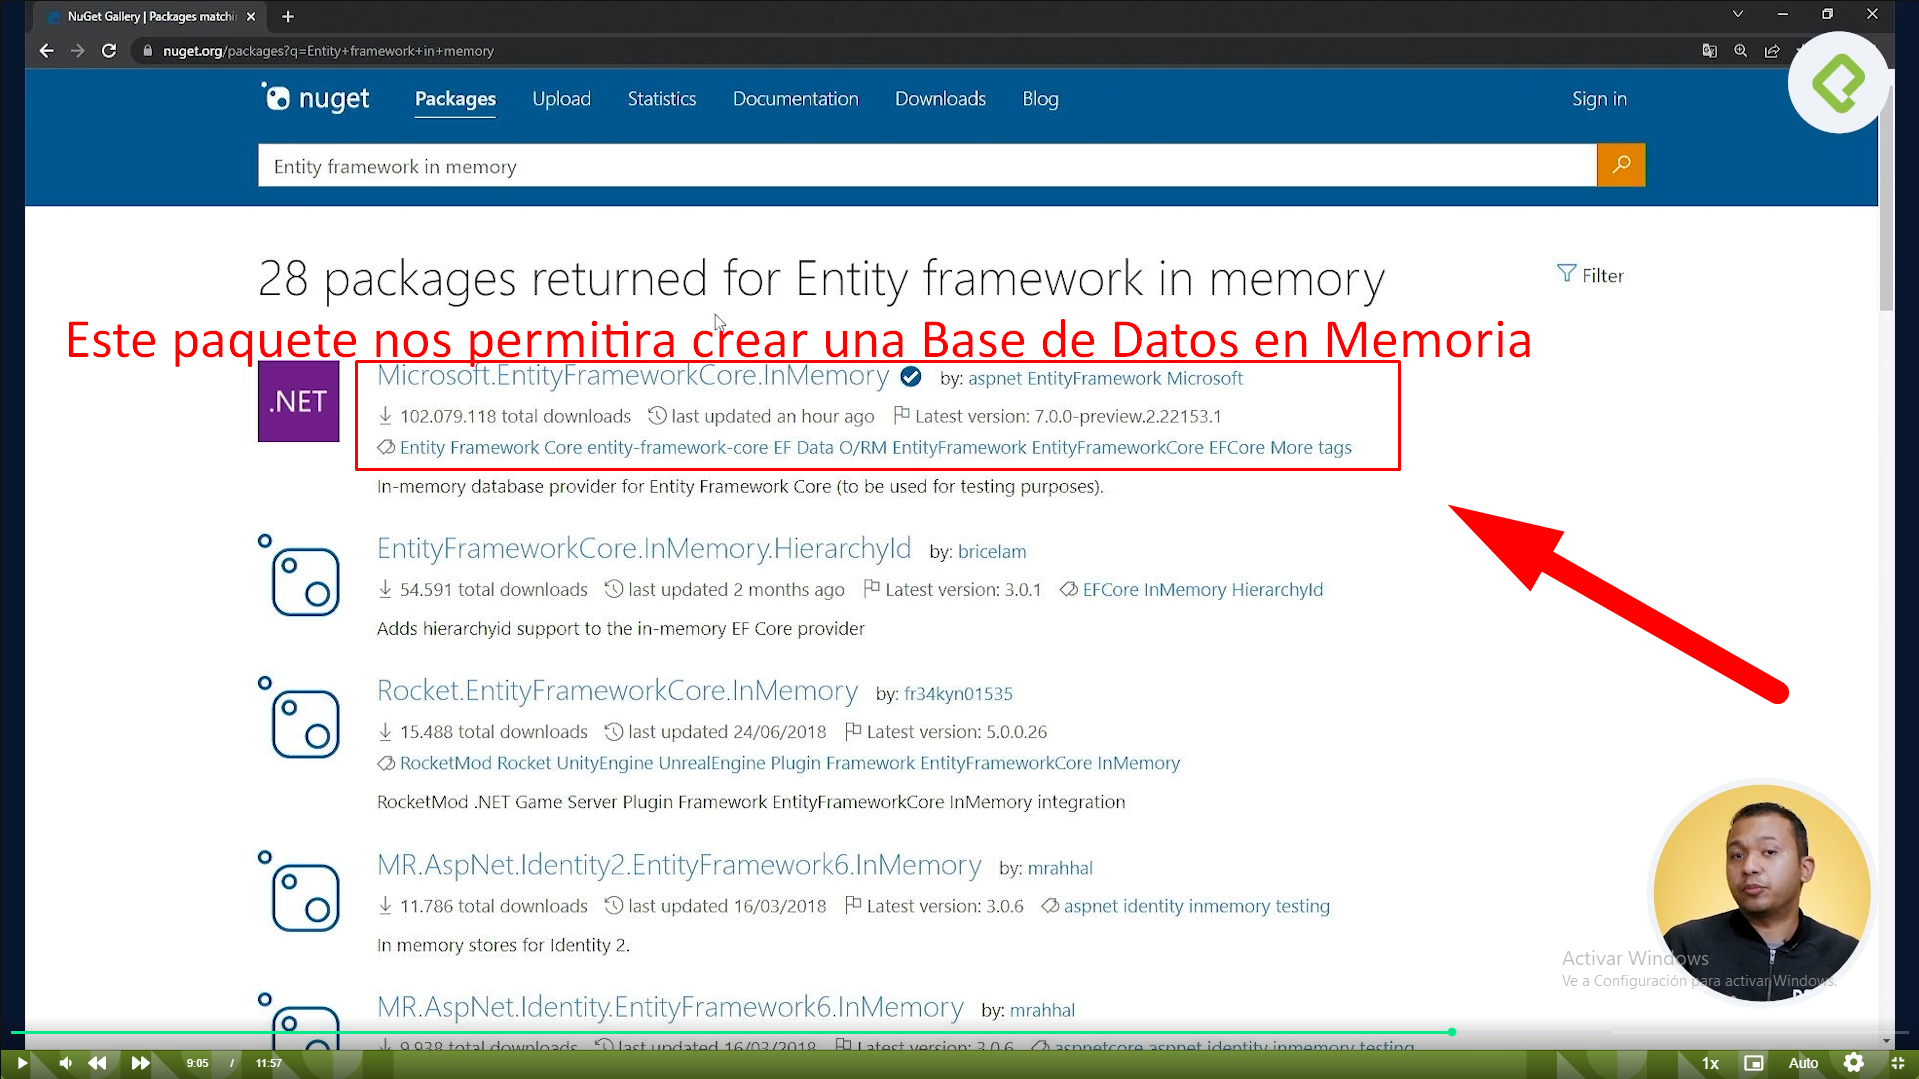 NuGet Gallery | Packages matchi
nuget.org/packages?q=Entity+framework+in+memory
nuget
Packages
Upload
Statistics
Documentation
Downloads
Blog
Sign in
Entity framework in memory
28 packages returned for Entity framework in memory
Filter
Este paquete nos permitira crear una Base de Datos en Memoria
.NET
Microsoft.EntityFrameworkCore.InMemory by: aspnet EntityFramework Microsoft
102.079.118 total downloads last updated an hour ago Latest version: 7.0.0-preview.2.22153.1
Entity Framework Core entity-framework-core EF Data O/RM EntityFramework EntityFrameworkCore EFCore More tags
In-memory database provider for Entity Framework Core (to be used for testing purposes).
EntityFrameworkCore.InMemory.HierarchyId by: bricelam
54.591 total downloads last updated 2 months ago Latest version: 3.0.1 EFCore InMemory HierarchyId
Adds hierarchyid support to the in-memory EF Core provider
Rocket.EntityFrameworkCore.InMemory by: fr34kyn01535
15.488 total downloads last updated 24/06/2018 Latest version: 5.0.0.26
RocketMod Rocket UnityEngine UnrealEngine Plugin Framework EntityFrameworkCore InMemory
RocketMod .NET Game Server Plugin Framework EntityFrameworkCore InMemory integration
MR.AspNet.Identity2.EntityFramework6.InMemory by: mrahhal
11.786 total downloads last updated 16/03/2018 Latest version: 3.0.6 aspnet identity inmemory testing
In memory stores for Identity 2.
Activar Windows
Ve a Configuración para activar Windows.
MR.AspNet.Identity.EntityFramework6.InMemory by: mrahhal
9.938 total downloads last updated 16/03/2018 Latest version: 3.0.6 aspnetcore aspnet identity inmemory testing
9:05 / 11:57
1x
Auto